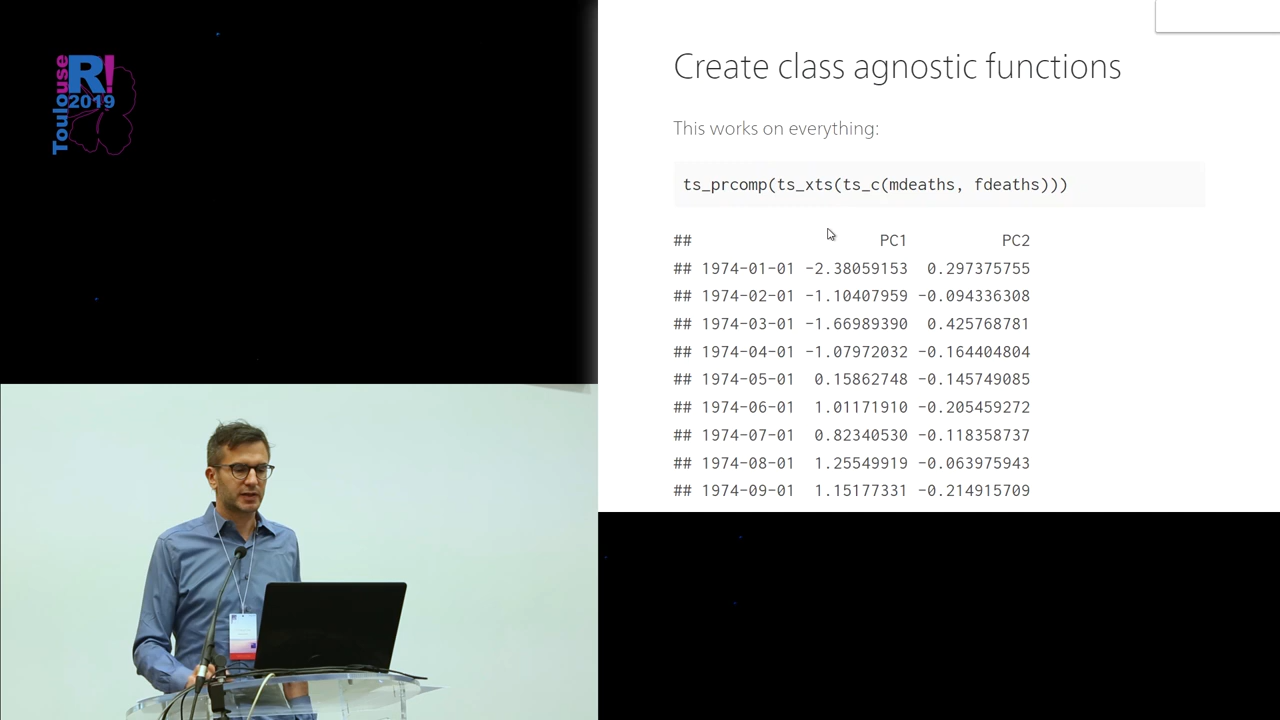 Toulouse
R!
2019
Create class agnostic functions
This works on everything:
ts_prcomp(ts_xts(ts_c(mdeaths, fdeaths)))
## PC1 PC2
## 1974-01-01 -2.38059153 0.297375755
## 1974-02-01 -1.10407959 -0.094336308
## 1974-03-01 -1.66989390 0.425768781
## 1974-04-01 -1.07972032 -0.164404804
## 1974-05-01 0.15862748 -0.145749085
## 1974-06-01 1.01171910 -0.205459272
## 1974-07-01 0.82340530 -0.118358737
## 1974-08-01 1.25549919 -0.063975943
## 1974-09-01 1.15177331 -0.214915709